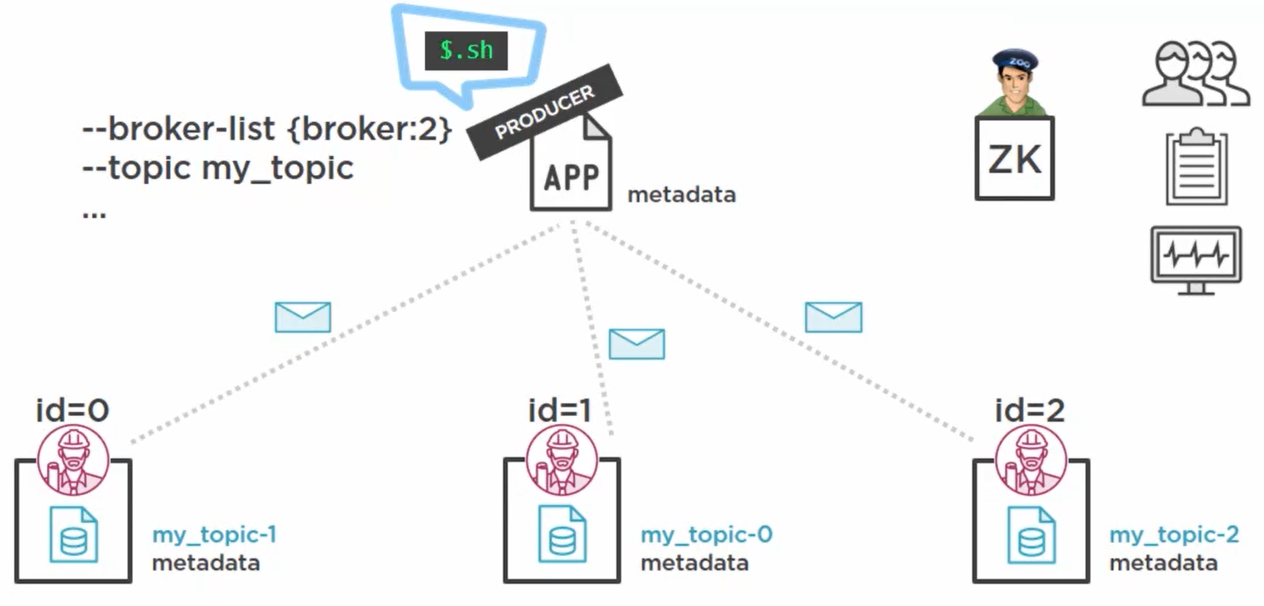 $.sh
PRODUCER
--broker-list {broker:2}
--topic my_topic
...
APP
metadata
ZOO
ZK
id=0
id=1
id=2
my_topic-1
metadata
my_topic-0
metadata
my_topic-2
metadata